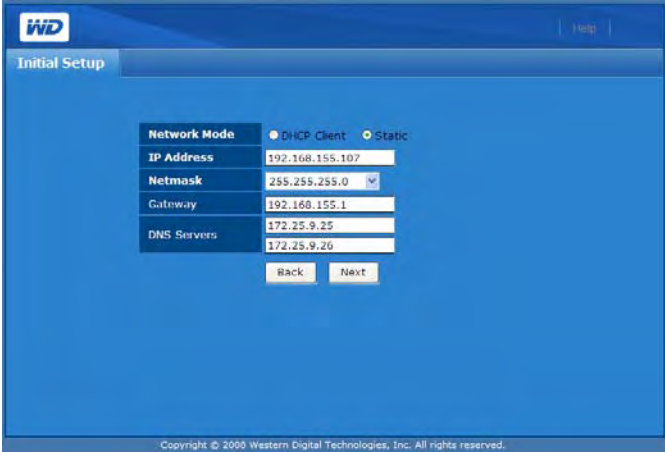 WD
Help
Initial Setup
Network Mode DHCP Client Static
IP Address 192.168.155.107
Netmask 255.255.255.0
Gateway 192.168.155.1
DNS Servers 172.25.9.25
172.25.9.26
Back Next
Copyright © 2008 Western Digital Technologies, Inc. All rights reserved.